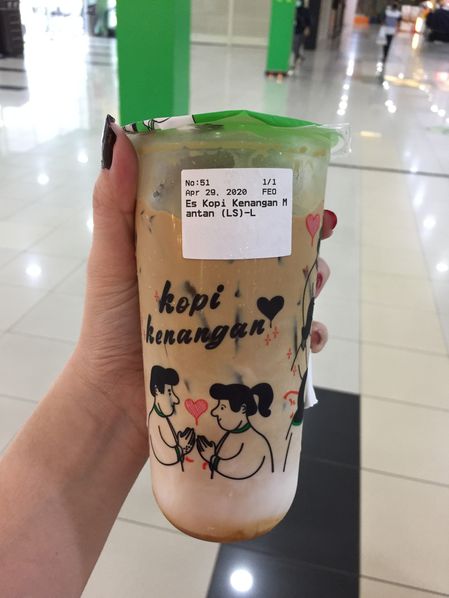 No:51 1/1
Apr 29, 2020 FEO
Es Kopi Kenangan M
antan (LS)-L
kopi
kenangan